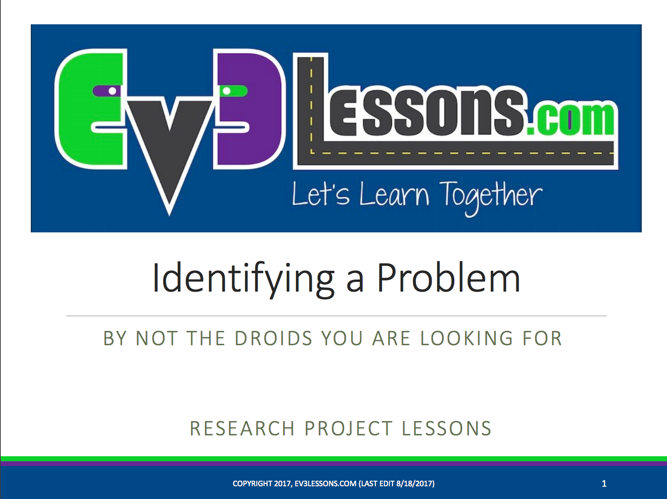 EV3Lessons.com
Let's Learn Together
Identifying a Problem
BY NOT THE DROIDS YOU ARE LOOKING FOR
RESEARCH PROJECT LESSONS
COPYRIGHT 2017, EV3LESSONS.COM (LAST EDIT 8/18/2017)
1